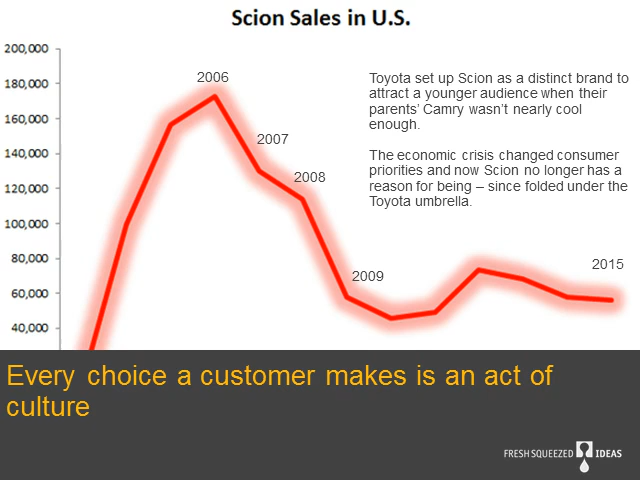 Scion Sales in U.S.
200,000
180,000
160,000
140,000
120,000
100,000
80,000
60,000
40,000
2006
2007
2008
2009
2015
Toyota set up Scion as a distinct brand to
attract a younger audience when their
parents’ Camry wasn’t nearly cool
enough.
The economic crisis changed consumer
priorities and now Scion no longer has a
reason for being – since folded under the
Toyota umbrella.
Every choice a customer makes is an act of
culture
FRESH SQUEEZED IDEAS